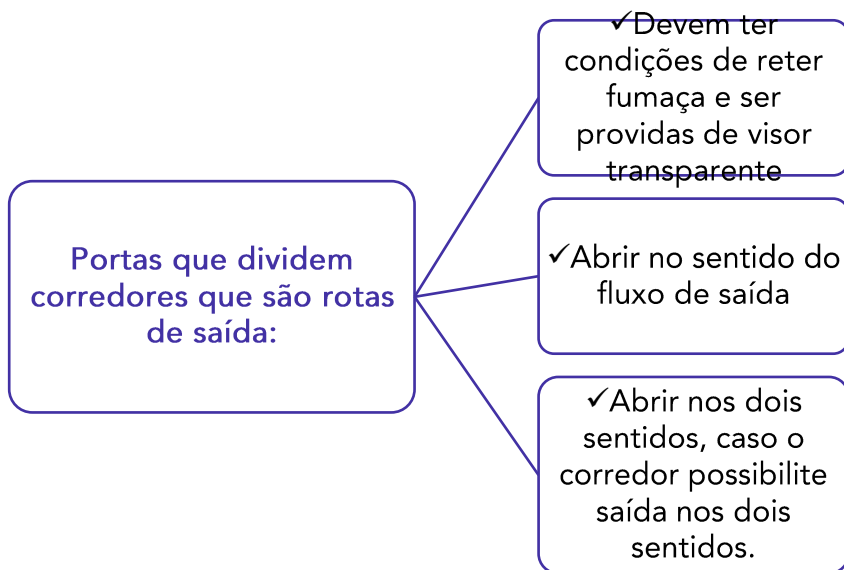 Portas que dividem
corredores que são rotas
de saída:
✓Devem ter
condições de reter
fumaça e ser
providas de visor
transparente
✓Abrir no sentido do
fluxo de saída
✓Abrir nos dois
sentidos, caso o
corredor possibilite
saída nos dois
sentidos.